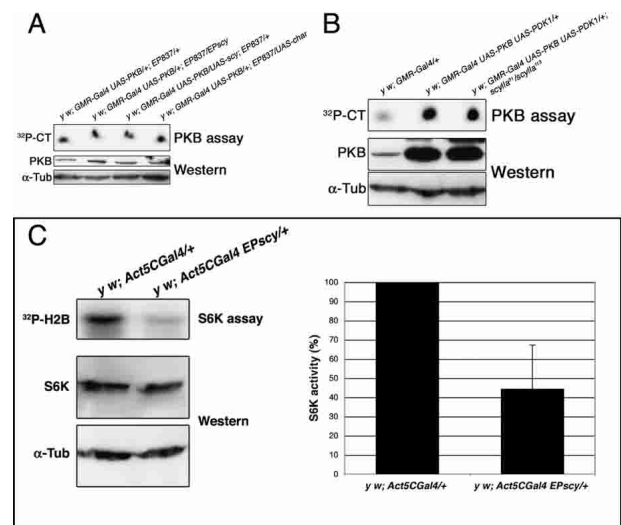 A
y w; GMR-Gal4 UAS-PKB/+; EP837/+
y w; GMR-Gal4 UAS-PKB/+; EP837/EPscy
y w; GMR-Gal4 UAS-PKB/UAS-scy; EP837/+
y w; GMR-Gal4 UAS-PKB/+; EP837/UAS-char
32P-CT
PKB assay
PKB
α-Tub
Western
B
y w; GMR-Gal4/+
y w; GMR-Gal4 UAS-PKB UAS-PDK1/+
y w; GMR-Gal4 UAS-PKB UAS-PDK1/+;
32P-CT
PKB assay
PKB
α-Tub
Western
C
y w; Act5CGal4/+
y w; Act5CGal4 EPscy/+
32P-H2B
S6K assay
S6K
α-Tub
Western
S6K activity (%)
100
90
80
70
60
50
40
30
20
10
0
y w; Act5CGal4/+
y w; Act5CGal4 EPscy/+